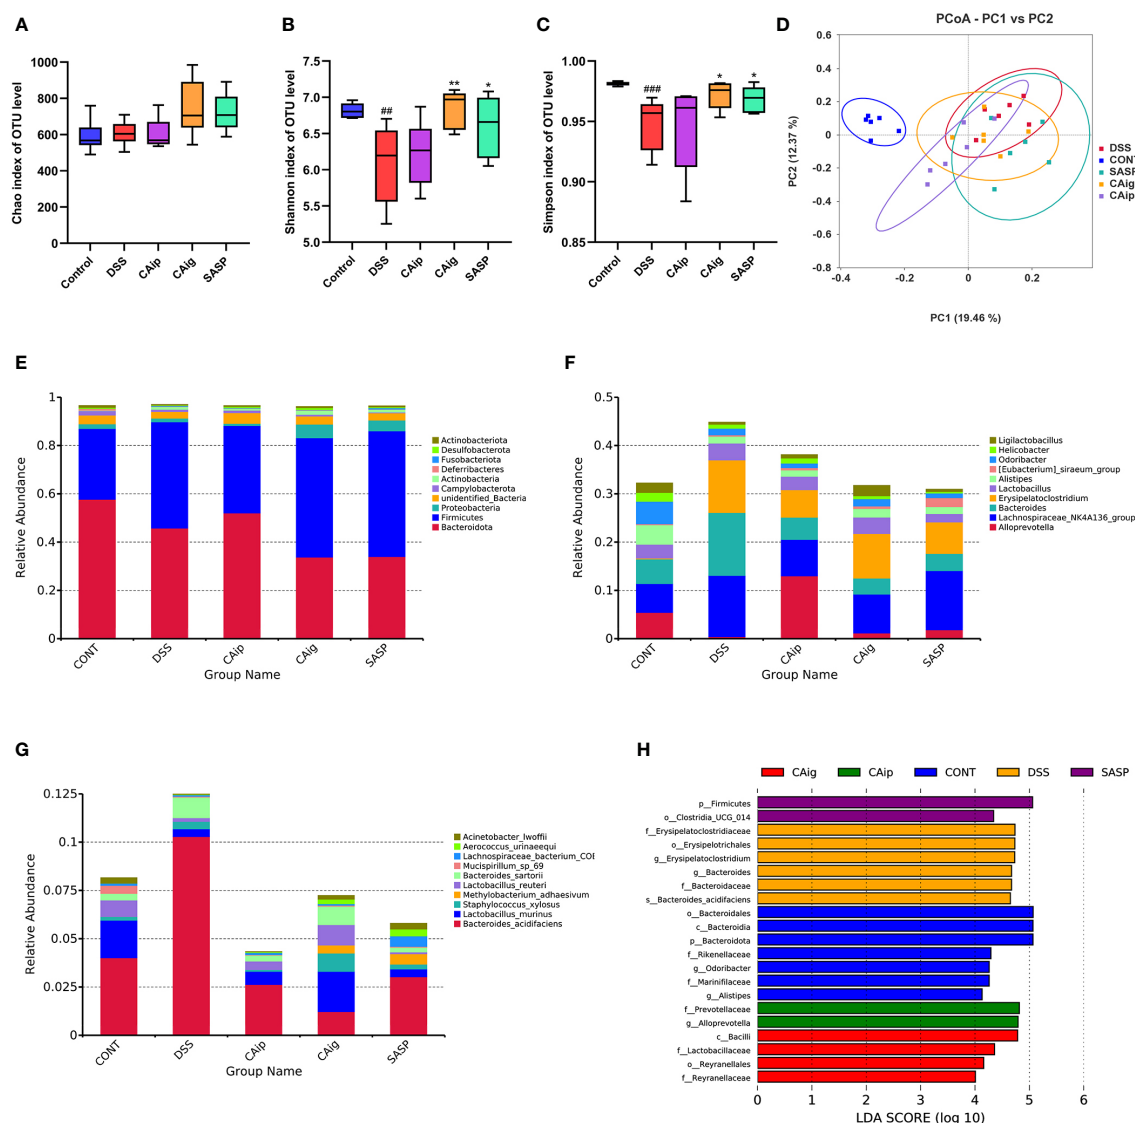 A
Chao index of OTU level
1000
800
600
400
200
0
Control
DSS
CAip
CAig
SASP
B
Shannon index of OTU level
7.5
7.0
6.5
6.0
5.5
5.0
##
**
*
Control
DSS
CAip
CAig
SASP
C
Simpson index of OTU level
1.00
0.95
0.90
0.85
###
*
*
Control
DSS
CAip
CAig
SASP
D
PCoA - PC1 vs PC2
PC2 (12.37 %)
0.6
0.4
0.2
0
-0.2
-0.4
-0.6
-0.8
-0.4
-0.2
0
0.2
PC1 (19.46 %)
DSS
CONT
SASP
CAig
CAip
E
Relative Abundance
1
0.8
0.6
0.4
0.2
0
CONT
DSS
CAip
CAig
SASP
Group Name
Actinobacteriota
Desulfobacterota
Fusobacteriota
Deferribacteres
Actinobacteria
Campylobacterota
unidentified_Bacteria
Proteobacteria
Firmicutes
Bacteroidota
F
Relative Abundance
0.5
0.4
0.3
0.2
0.1
0
CONT
DSS
CAip
CAig
SASP
Group Name
Ligilactobacillus
Helicobacter
Odoribacter
[Eubacterium]_siraeum_group
Alistipes
Lactobacillus
Erysipelatoclostridium
Bacteroides
Lachnospiraceae_NK4A136_group
Alloprevotella
G
Relative Abundance
0.125
0.1
0.075
0.05
0.025
0
CONT
DSS
CAip
CAig
SASP
Group Name
Acinetobacter_lwoffii
Aerococcus_urinaeequi
Lachnospiraceae_bacterium_COE
Mucispirillum_sp_69
Bacteroides_sartorii
Lactobacillus_reuteri
Methylobacterium_adhaesivum
Staphylococcus_xylosus
Lactobacillus_murinus
Bacteroides_acidifaciens
H
CAig
CAip
CONT
DSS
SASP
p__Firmicutes
o__Clostridia_UCG_014
f__Erysipelatoclostridiaceae
o__Erysipelotrichales
g__Erysipelatoclostridium
g__Bacteroides
f__Bacteroidaceae
s__Bacteroides_acidifaciens
o__Bacteroidales
c__Bacteroidia
p__Bacteroidota
f__Rikenellaceae
g__Odoribacter
f__Marinifilaceae
g__Alistipes
f__Prevotellaceae
g__Alloprevotella
c__Bacilli
f__Lactobacillaceae
o__Reyranellales
f__Reyranellaceae
0
1
2
3
4
5
6
LDA SCORE (log 10)